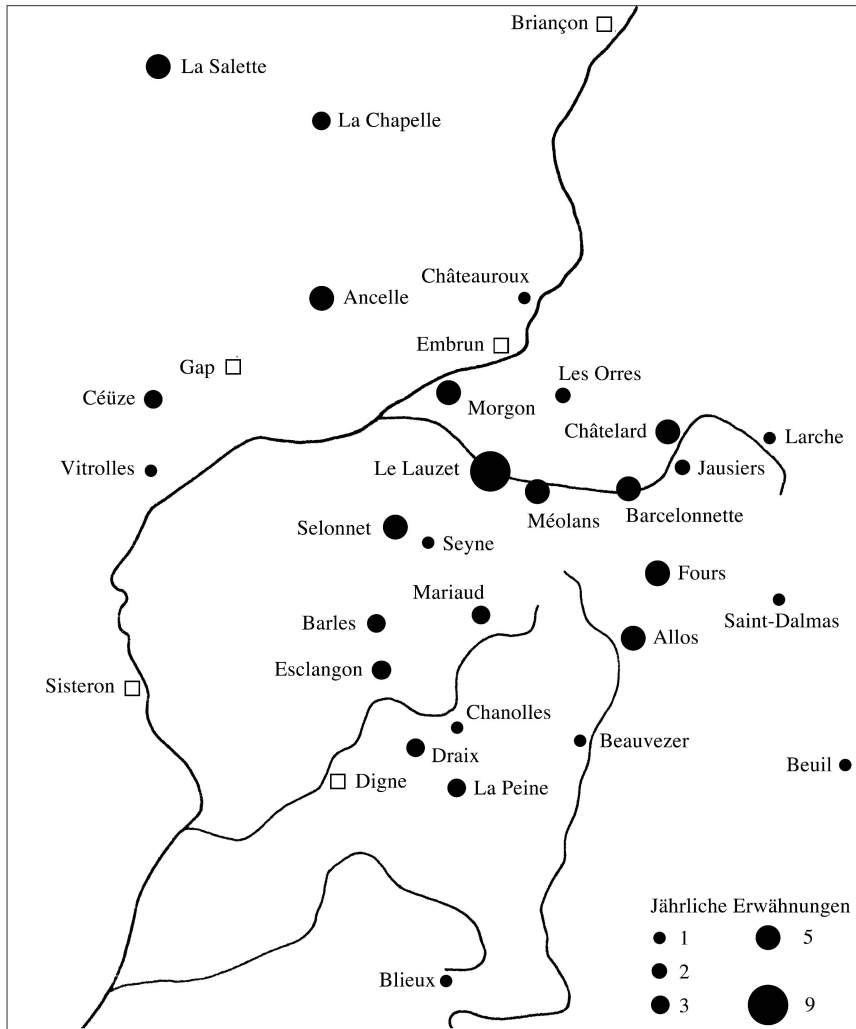 Briançon
La Salette
La Chapelle
Châteauroux
Ancelle
Embrun
Gap
Les Orres
Céüze
Morgon
Châtelard
Larche
Vitrolles
Le Lauzet
Jausiers
Méolans
Barcelonnette
Selonnet
Seyne
Fours
Mariaud
Saint-Dalmas
Barles
Allos
Esclangon
Sisteron
Chanolles
Beauvezer
Draix
Beuil
Digne
La Peine
Jährliche Erwähnungen
1 5
2
3 9
Blieux